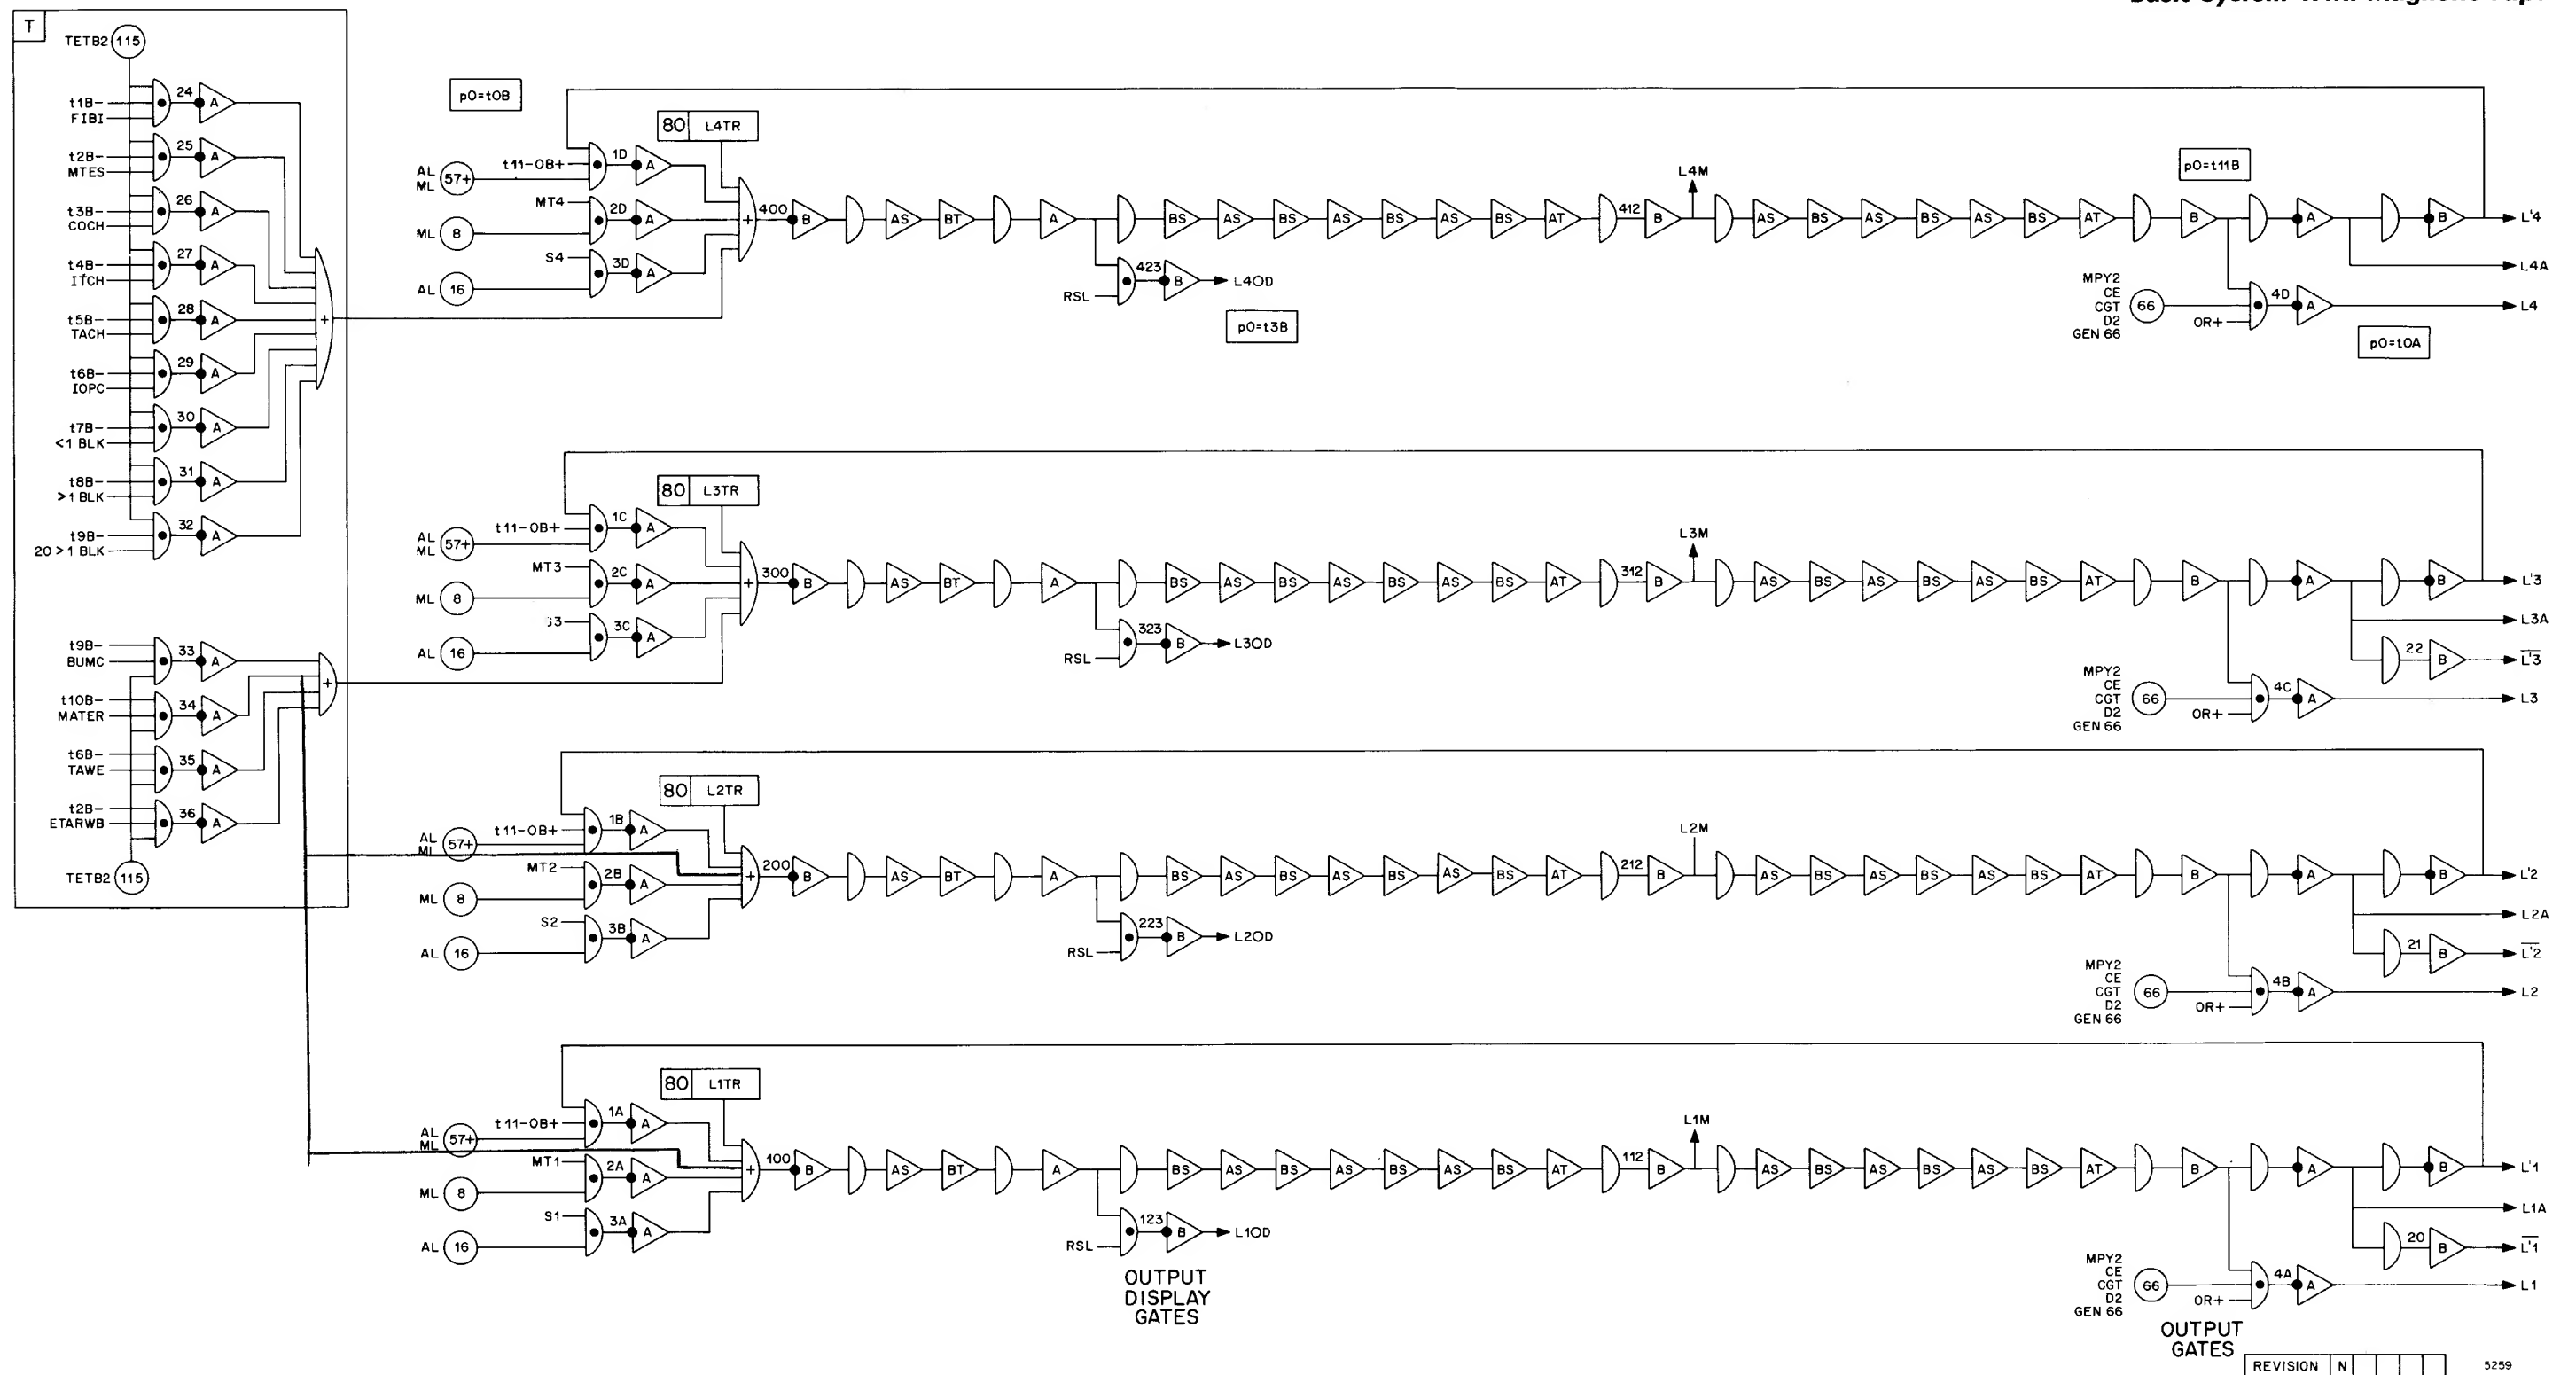 T
TETB2 115
t1B- 24 A
FIBI
t2B- 25 A
MTES
t3B- 26 A
COCH
t4B- 27 A
ITCH
t5B- 28 A
TACH
t6B- 29 A
IOPC
t7B- 30 A
<1 BLK
t8B- 31 A
>1 BLK
t9B- 32 A
20 > 1 BLK
+
t9B- 33 A
BUMC
t10B- 34 A
MATER
t6B- 35 A
TAWE
t2B- 36 A
ETARWB
+
TETB2 115
p0=t0B
80 L4TR
AL
ML
57+
t11-0B+ 1D A
MT4
ML 8 2D A
S4
AL 16 3D A
+ 400 B AS BT A BS AS BS AS BS AS BS AT 412 B L4M AS BS AS BS AS BS AT B A B L'4
p0=t11B
L4A
RSL 423 B L4OD
p0=t3B
MPY2
CE
CGT
D2
GEN 66
66
OR+ 4D A L4
p0=t0A
80 L3TR
AL
ML
57+
t11-0B+ 1C A
MT3
ML 8 2C A
3
AL 16 3C A
+ 300 B AS BT A BS AS BS AS BS AS BS AT 312 B L3M AS BS AS BS AS BS AT B A B L'3
L3A
22 B L'3
RSL 323 B L3OD
MPY2
CE
CGT
D2
GEN 66
66
OR+ 4C A L3
80 L2TR
AL
ML
57+
t11-0B+ 1B A
MT2
ML 8 2B A
S2
AL 16 3B A
+ 200 B AS BT A BS AS BS AS BS AS BS AT 212 B L2M AS BS AS BS AS BS AT B A B L'2
L2A
21 B L'2
RSL 223 B L2OD
MPY2
CE
CGT
D2
GEN 66
66
OR+ 4B A L2
80 L1TR
AL
ML
57+
t11-0B+ 1A A
MT1
ML 8 2A A
S1
AL 16 3A A
+ 100 B AS BT A BS AS BS AS BS AS BS AT 112 B L1M AS BS AS BS AS BS AT B A B L'1
L1A
20 B L'1
RSL 123 B L1OD
MPY2
CE
CGT
D2
GEN 66
66
OR+ 4A A L1
OUTPUT
DISPLAY
GATES
OUTPUT
GATES
REVISION N
5259